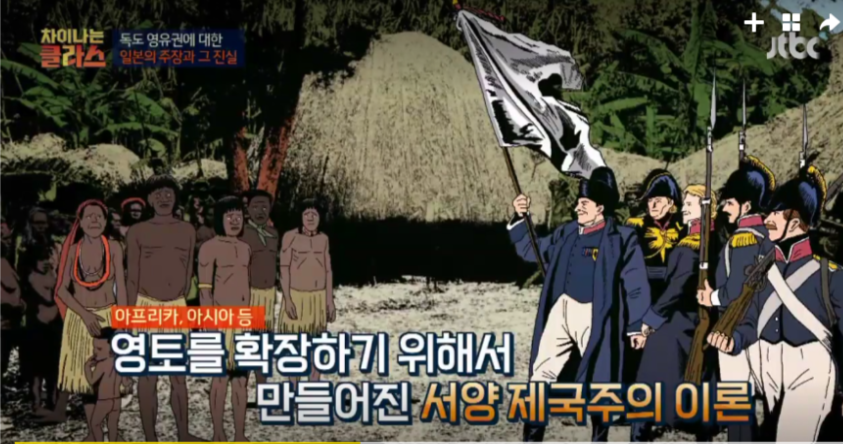 차이나는
클라스
독도 영유권에 대한
일본의 주장과 그 진실
jtbc
아프리카, 아시아 등
영토를 확장하기 위해서
만들어진 서양 제국주의 이론